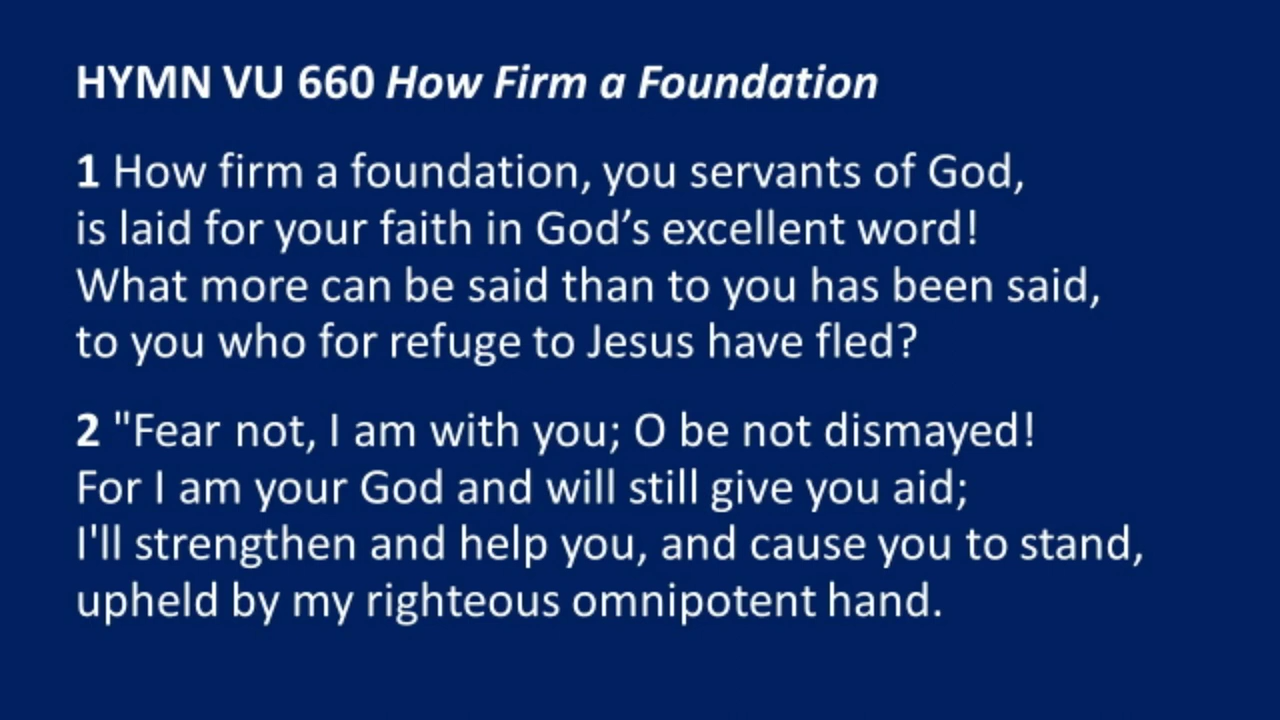 HYMN VU 660 How Firm a Foundation
1 How firm a foundation, you servants of God,
is laid for your faith in God’s excellent word!
What more can be said than to you has been said,
to you who for refuge to Jesus have fled?
2 "Fear not, I am with you; O be not dismayed!
For I am your God and will still give you aid;
I'll strengthen and help you, and cause you to stand,
upheld by my righteous omnipotent hand.